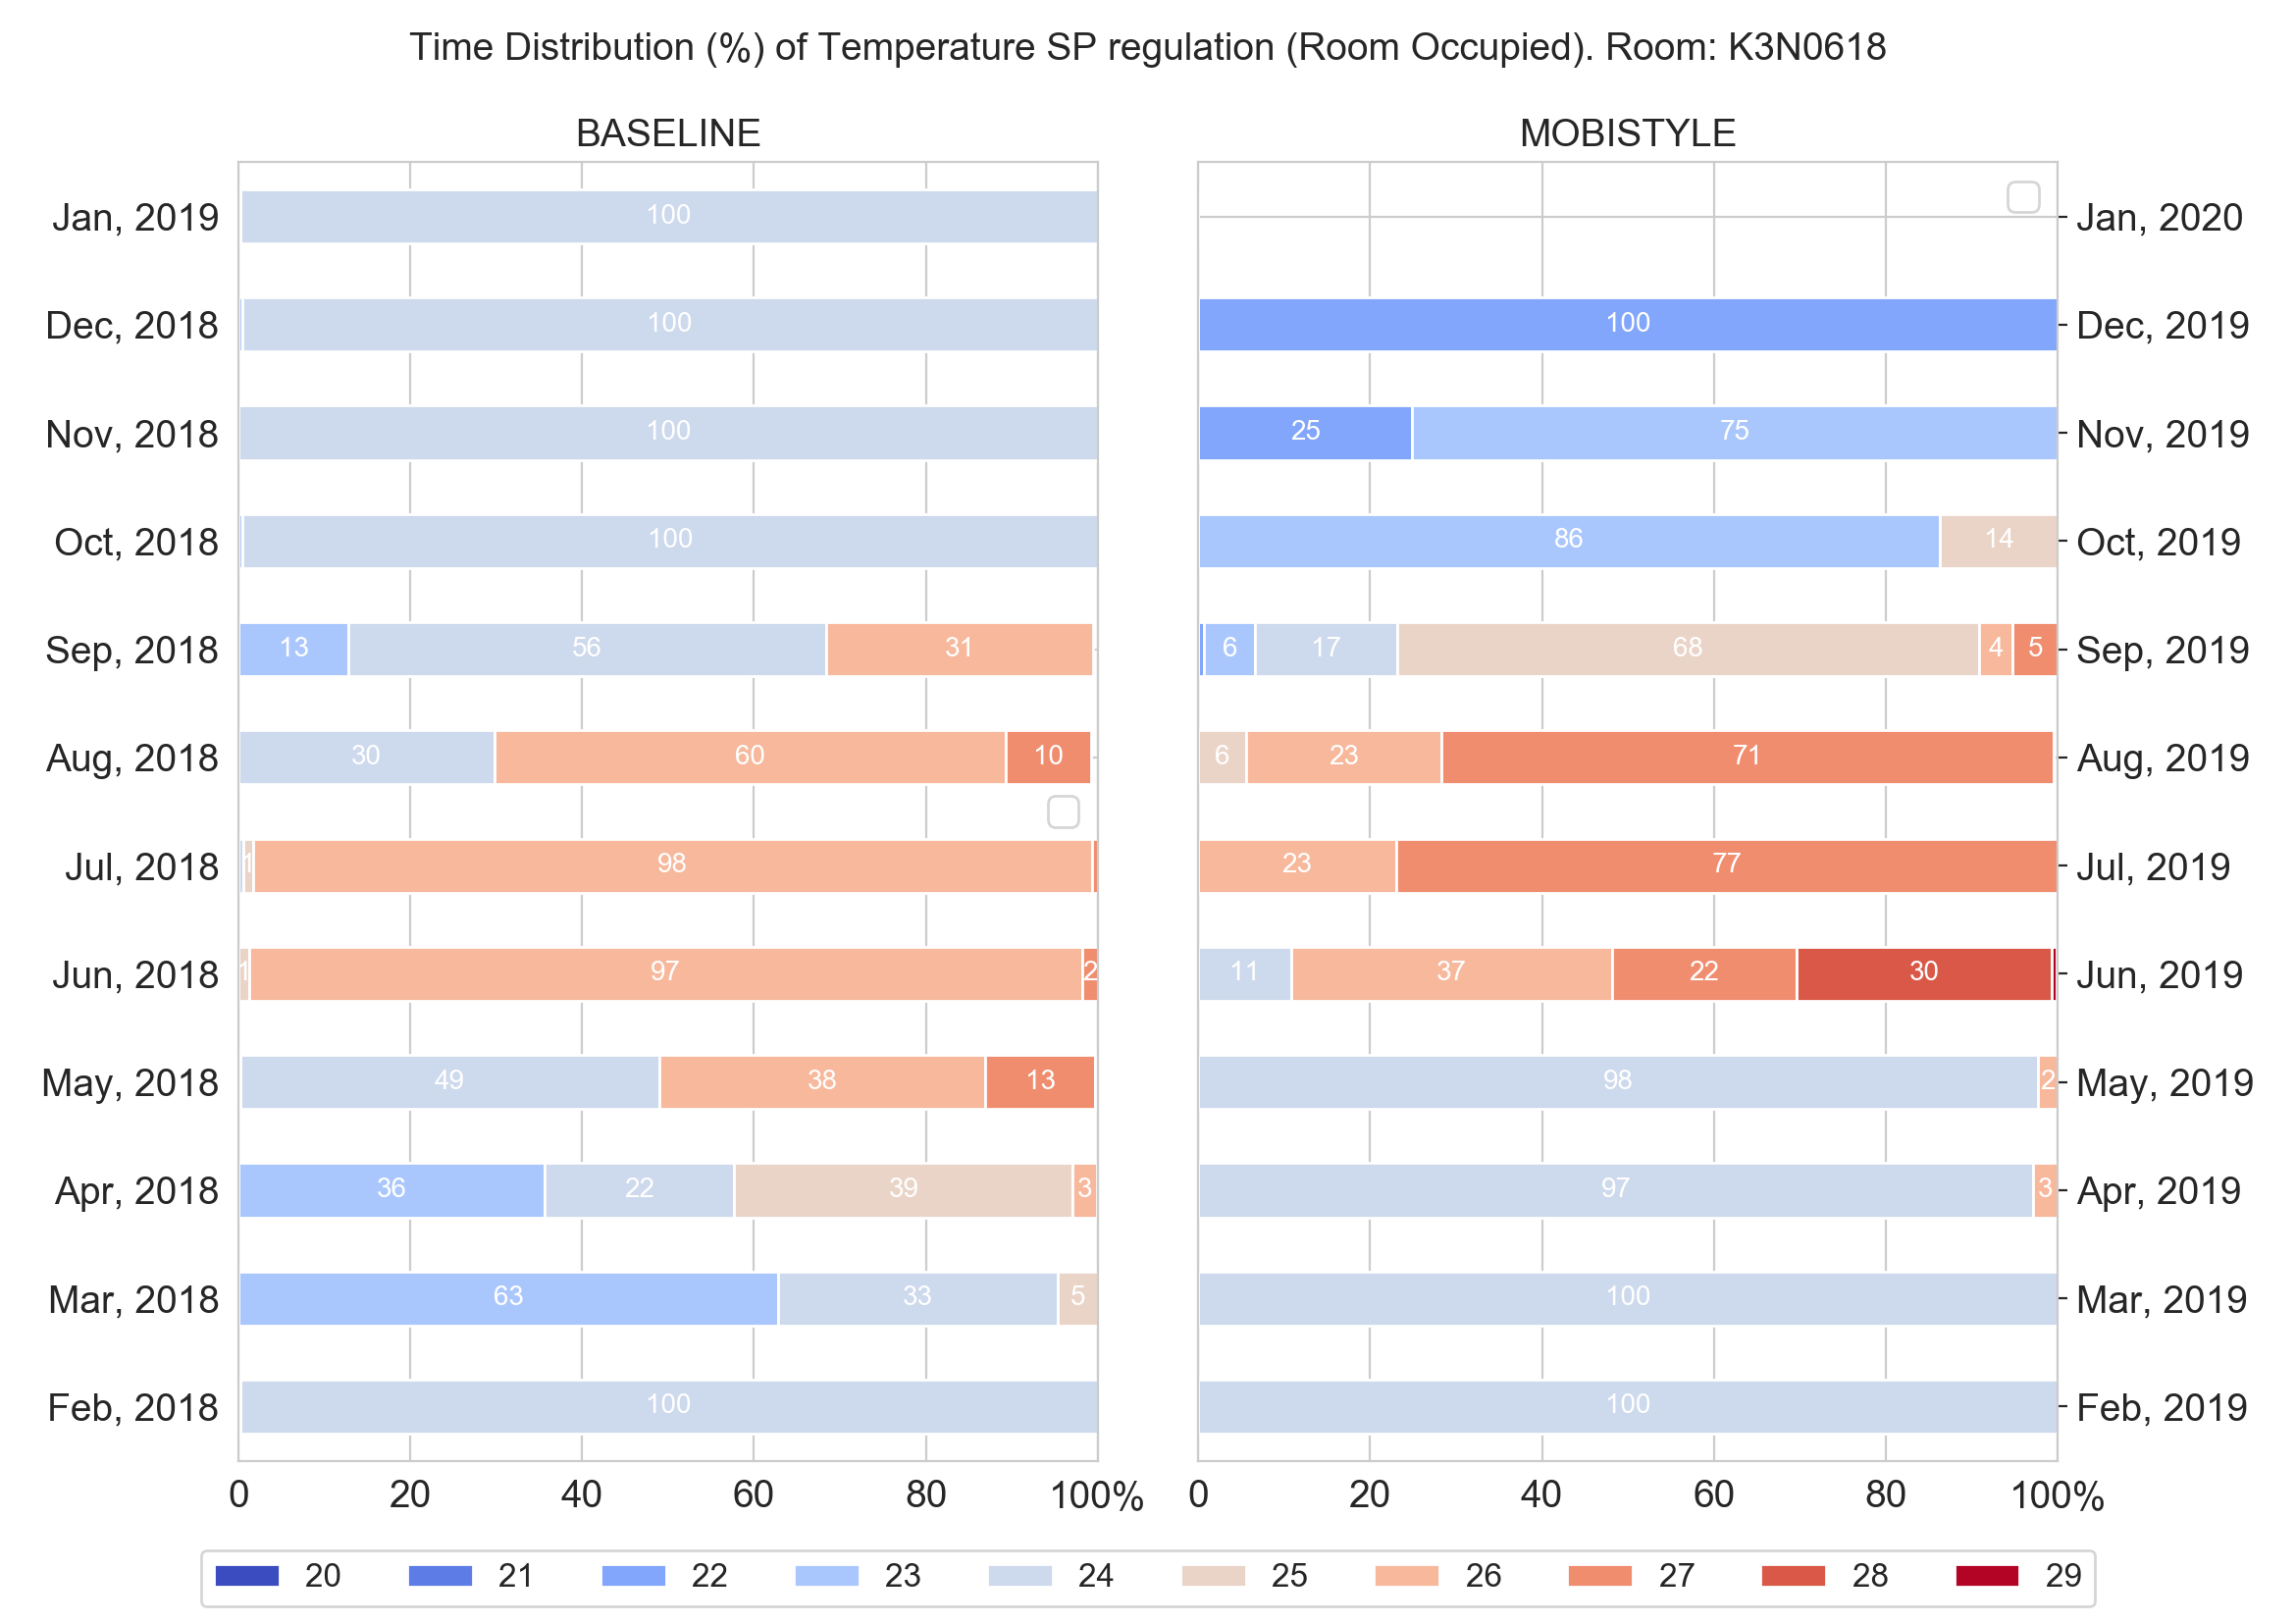 Time Distribution (%) of Temperature SP regulation (Room Occupied). Room: K3N0618
BASELINE
MOBISTYLE
Jan, 2019 100 Jan, 2020
Dec, 2018 100 100 Dec, 2019
Nov, 2018 100 25 75 Nov, 2019
Oct, 2018 100 86 14 Oct, 2019
Sep, 2018 13 56 31 6 17 68 4 5 Sep, 2019
Aug, 2018 30 60 10 6 23 71 Aug, 2019
Jul, 2018 1 98 23 77 Jul, 2019
Jun, 2018 1 97 2 11 37 22 30 Jun, 2019
May, 2018 49 38 13 98 2 May, 2019
Apr, 2018 36 22 39 3 97 3 Apr, 2019
Mar, 2018 63 33 5 100 Mar, 2019
Feb, 2018 100 100 Feb, 2019
0 20 40 60 80 100% 0 20 40 60 80 100%
20 21 22 23 24 25 26 27 28 29